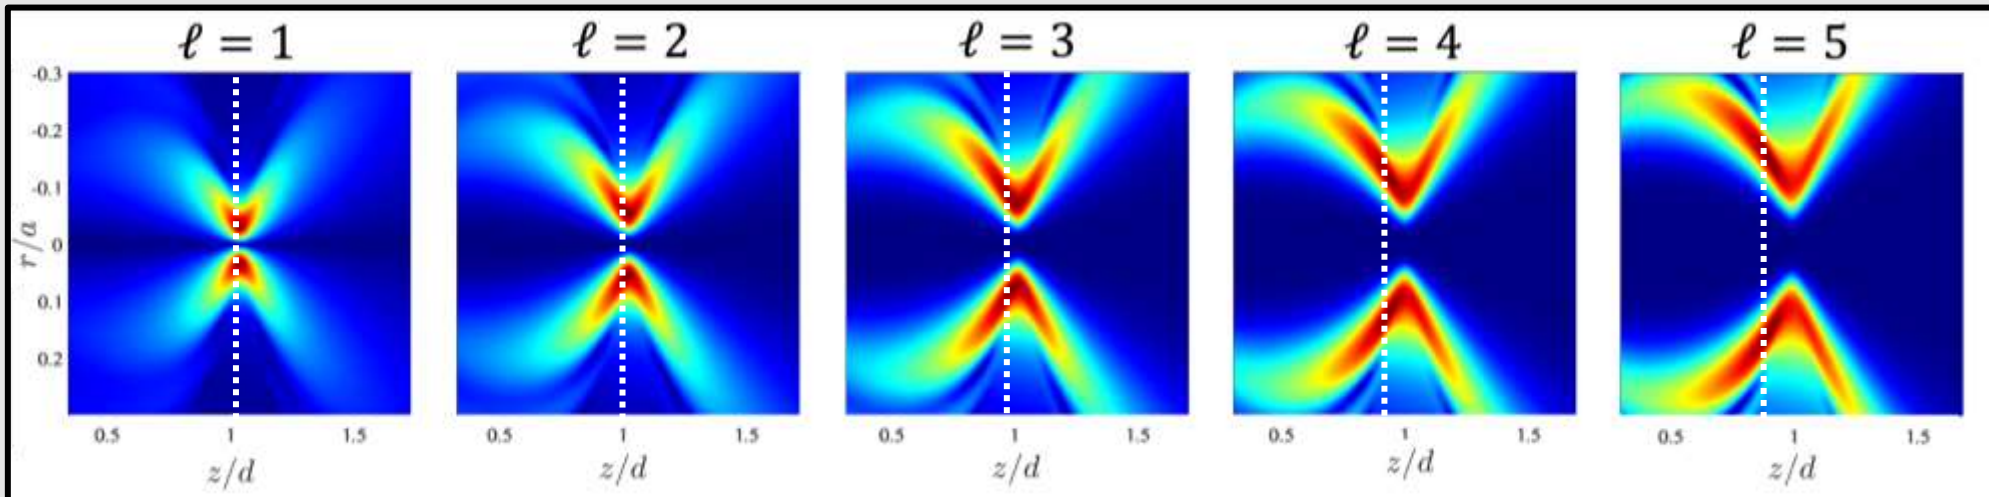 ℓ = 1 ℓ = 2 ℓ = 3 ℓ = 4 ℓ = 5
-0.3
-0.2
-0.1
0
0.1
0.2
r/a
0.5 1 1.5 0.5 1 1.5 0.5 1 1.5 0.5 1 1.5 0.5 1 1.5
z/d z/d z/d z/d z/d